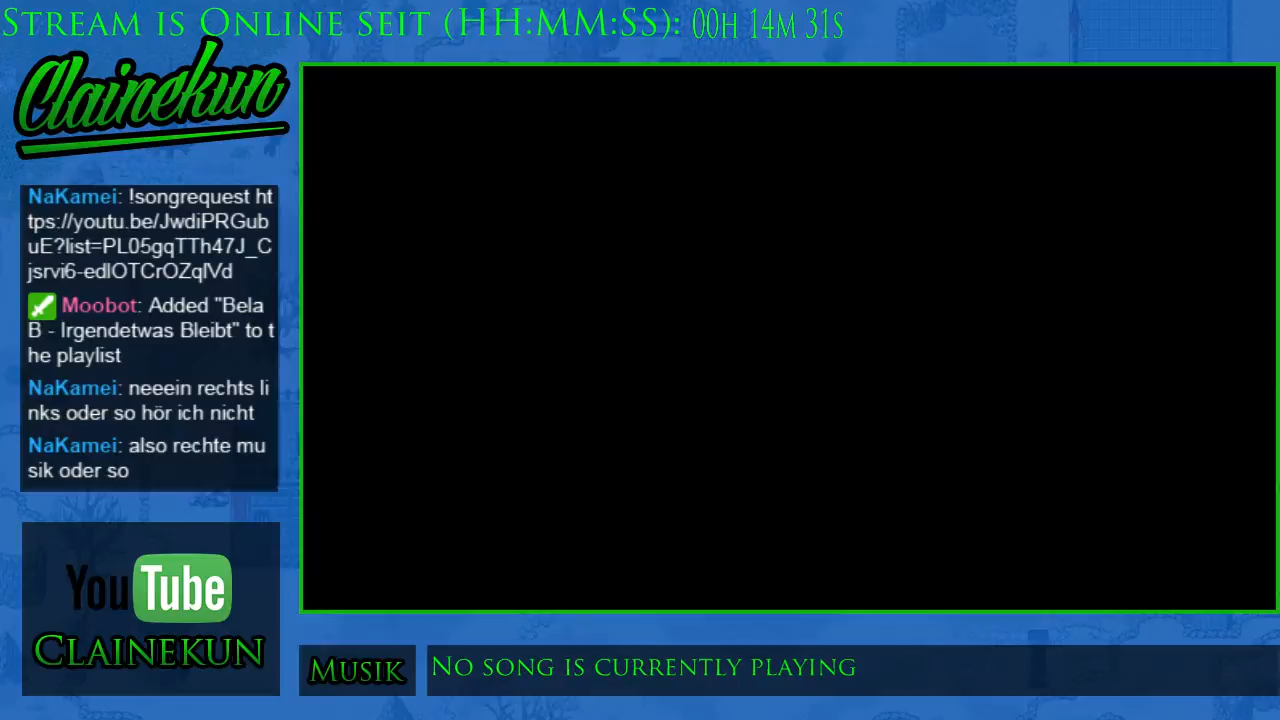 Stream is Online seit (HH:MM:SS): 00h 14m 31s
Clainekun
NaKamei: !songrequest ht
tps://youtu.be/JwdiPRGub
uE?list=PL05gqTTh47J_C
jsrvi6-edlOTCrOZqlVd
Moobot: Added "Bela
B - Irgendetwas Bleibt" to t
he playlist
NaKamei: neeein rechts li
nks oder so hör ich nicht
NaKamei: also rechte mu
sik oder so
YouTube
Clainekun
Musik
No song is currently playing